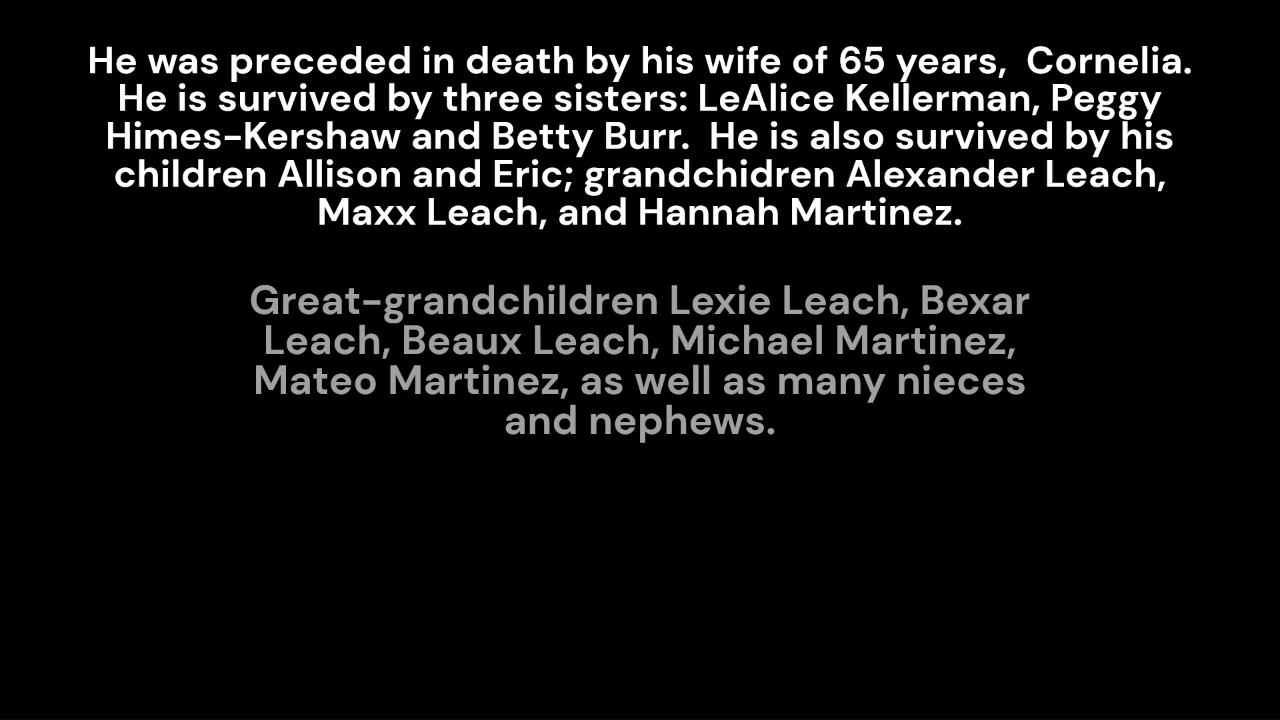 He was preceded in death by his wife of 65 years,  Cornelia.
He is survived by three sisters: LeAlice Kellerman, Peggy
Himes-Kershaw and Betty Burr.  He is also survived by his
children Allison and Eric; grandchidren Alexander Leach,
Maxx Leach, and Hannah Martinez.
Great-grandchildren Lexie Leach, Bexar
Leach, Beaux Leach, Michael Martinez,
Mateo Martinez, as well as many nieces
and nephews.